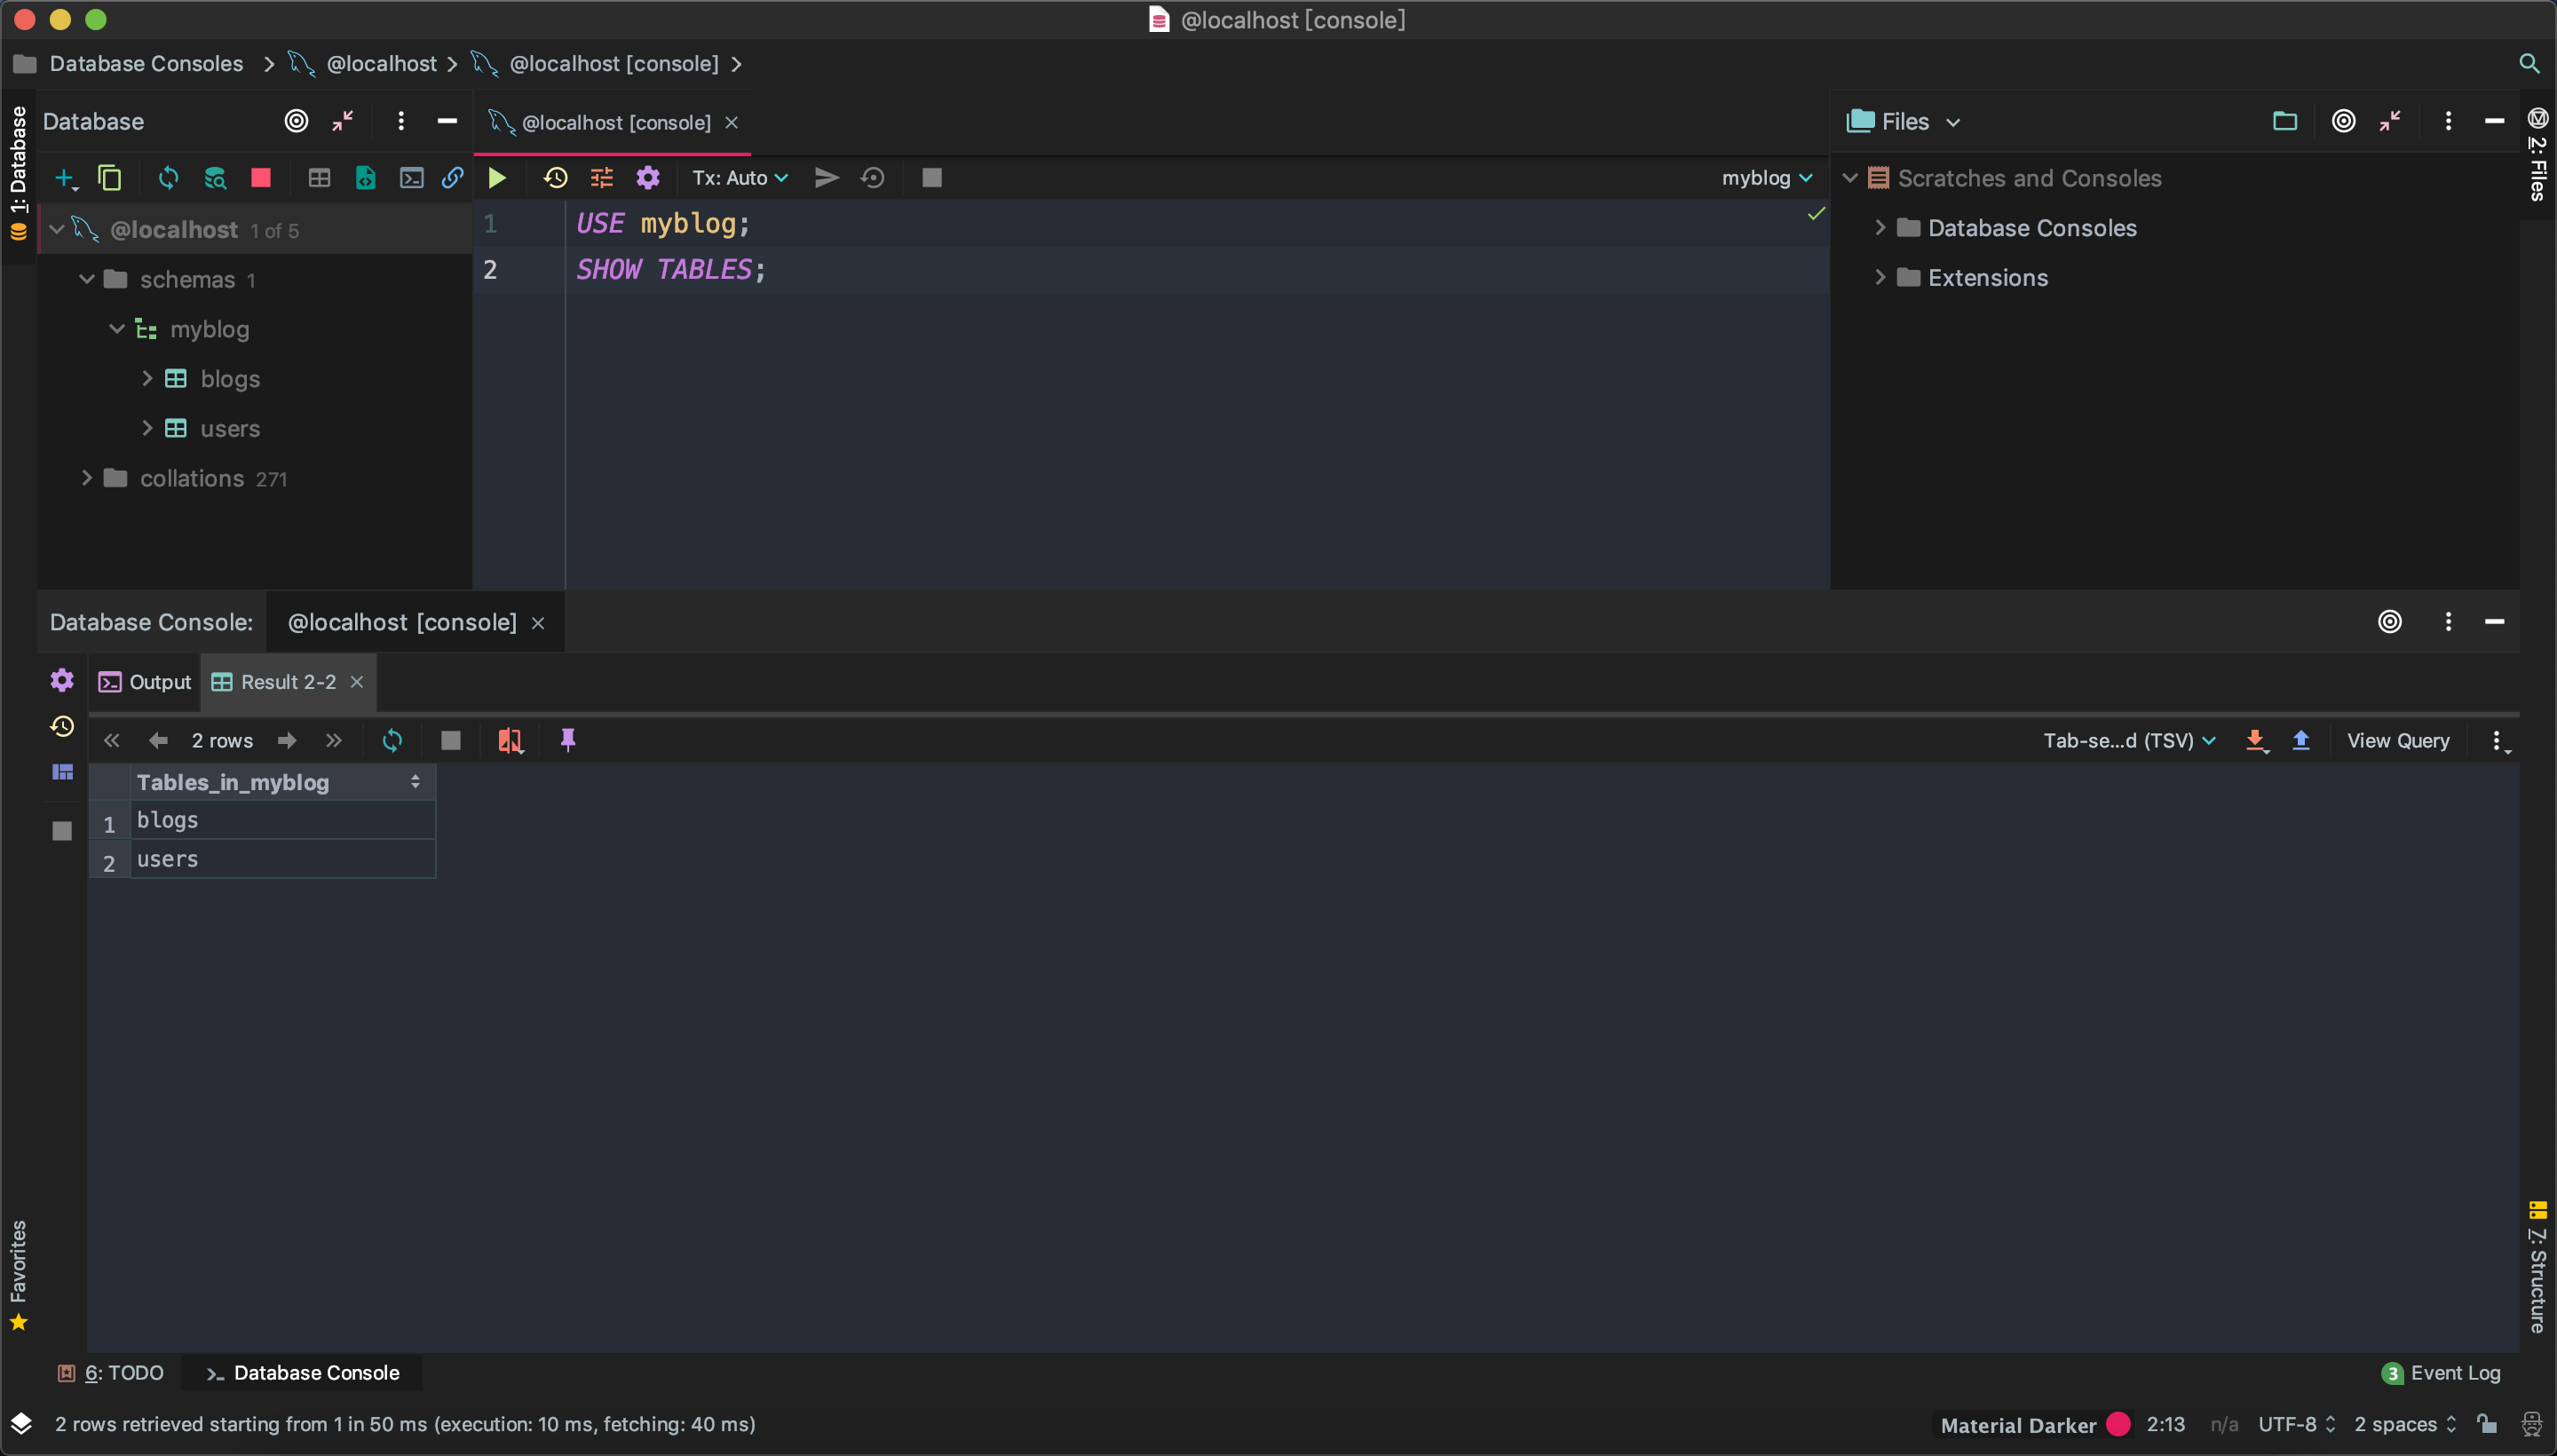 @localhost [console]
Database Consoles @localhost @localhost [console]
1: Database
Database
@localhost [console]
Files
2: Files
Tx: Auto
myblog
@localhost 1 of 5
schemas 1
myblog
blogs
users
collations 271
1 USE myblog;
2 SHOW TABLES;
Scratches and Consoles
Database Consoles
Extensions
Database Console: @localhost [console]
Output Result 2-2
2 rows
Tab-se...d (TSV)
View Query
Tables_in_myblog
1 blogs
2 users
Favorites
7: Structure
6: TODO Database Console
3 Event Log
2 rows retrieved starting from 1 in 50 ms (execution: 10 ms, fetching: 40 ms)
Material Darker 2:13 n/a UTF-8 2 spaces